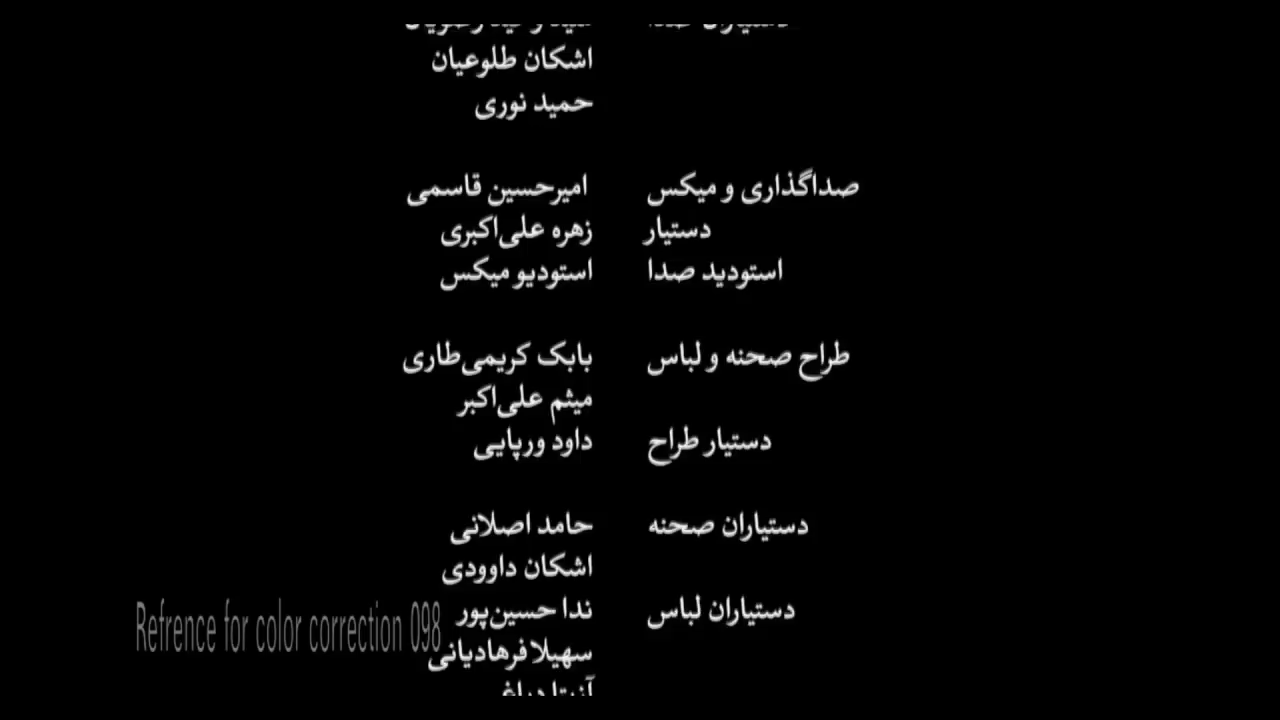 اشکان طلوعیان
حمید نوری
صداگذاری و میکس امیرحسین قاسمی
دستیار زهره علی‌اکبری
استودید صدا استودیو میکس
طراح صحنه و لباس بابک کریمی‌طاری
میثم علی‌اکبر
دستیار طراح داود ورپایی
دستیاران صحنه حامد اصلانی
اشکان داوودی
دستیاران لباس ندا حسین‌پور
سهیلا فرهادیانی
Refrence for color correction 098